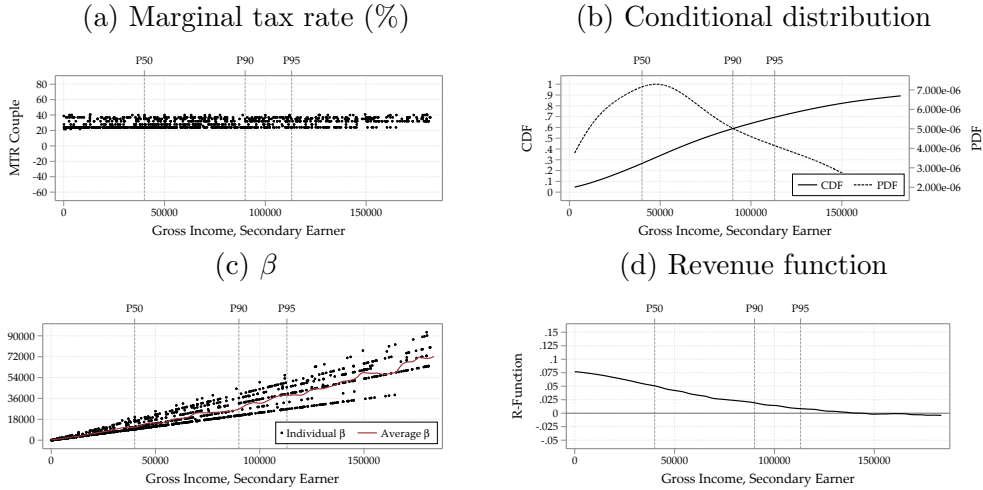 (a) Marginal tax rate (%)
P50 P90 P95
80
60
40
20
0
-20
-40
-60
MTR Couple
0 50000 100000 150000
Gross Income, Secondary Earner
(b) Conditional distribution
P50 P90 P95
1
.9
.8
.7
.6
.5
.4
.3
.2
.1
0
CDF
7.000e-06
6.000e-06
5.000e-06
4.000e-06
3.000e-06
2.000e-06
PDF
CDF PDF
0 50000 100000 150000
Gross Income, Secondary Earner
(c) β
P50 P90 P95
90000
72000
54000
36000
18000
0
Individual β Average β
0 50000 100000 150000
Gross Income, Secondary Earner
(d) Revenue function
P50 P90 P95
.15
.125
.1
.075
.05
.025
0
-.025
-.05
R-Function
0 50000 100000 150000
Gross Income, Secondary Earner